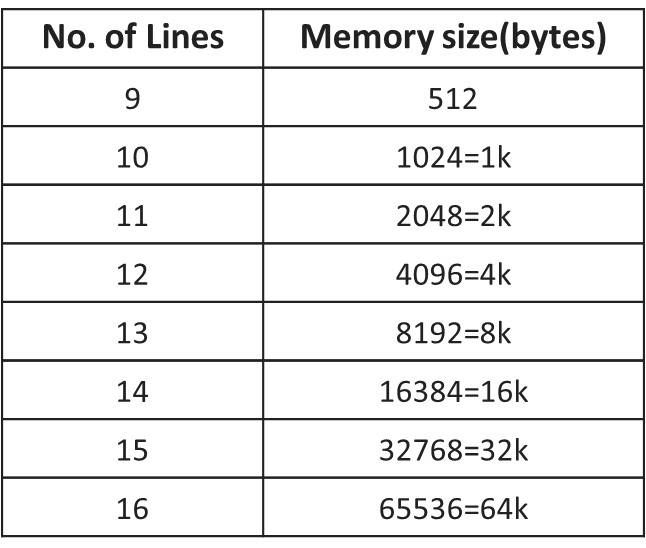 No. of Lines Memory size(bytes)
9 512
10 1024=1k
11 2048=2k
12 4096=4k
13 8192=8k
14 16384=16k
15 32768=32k
16 65536=64k